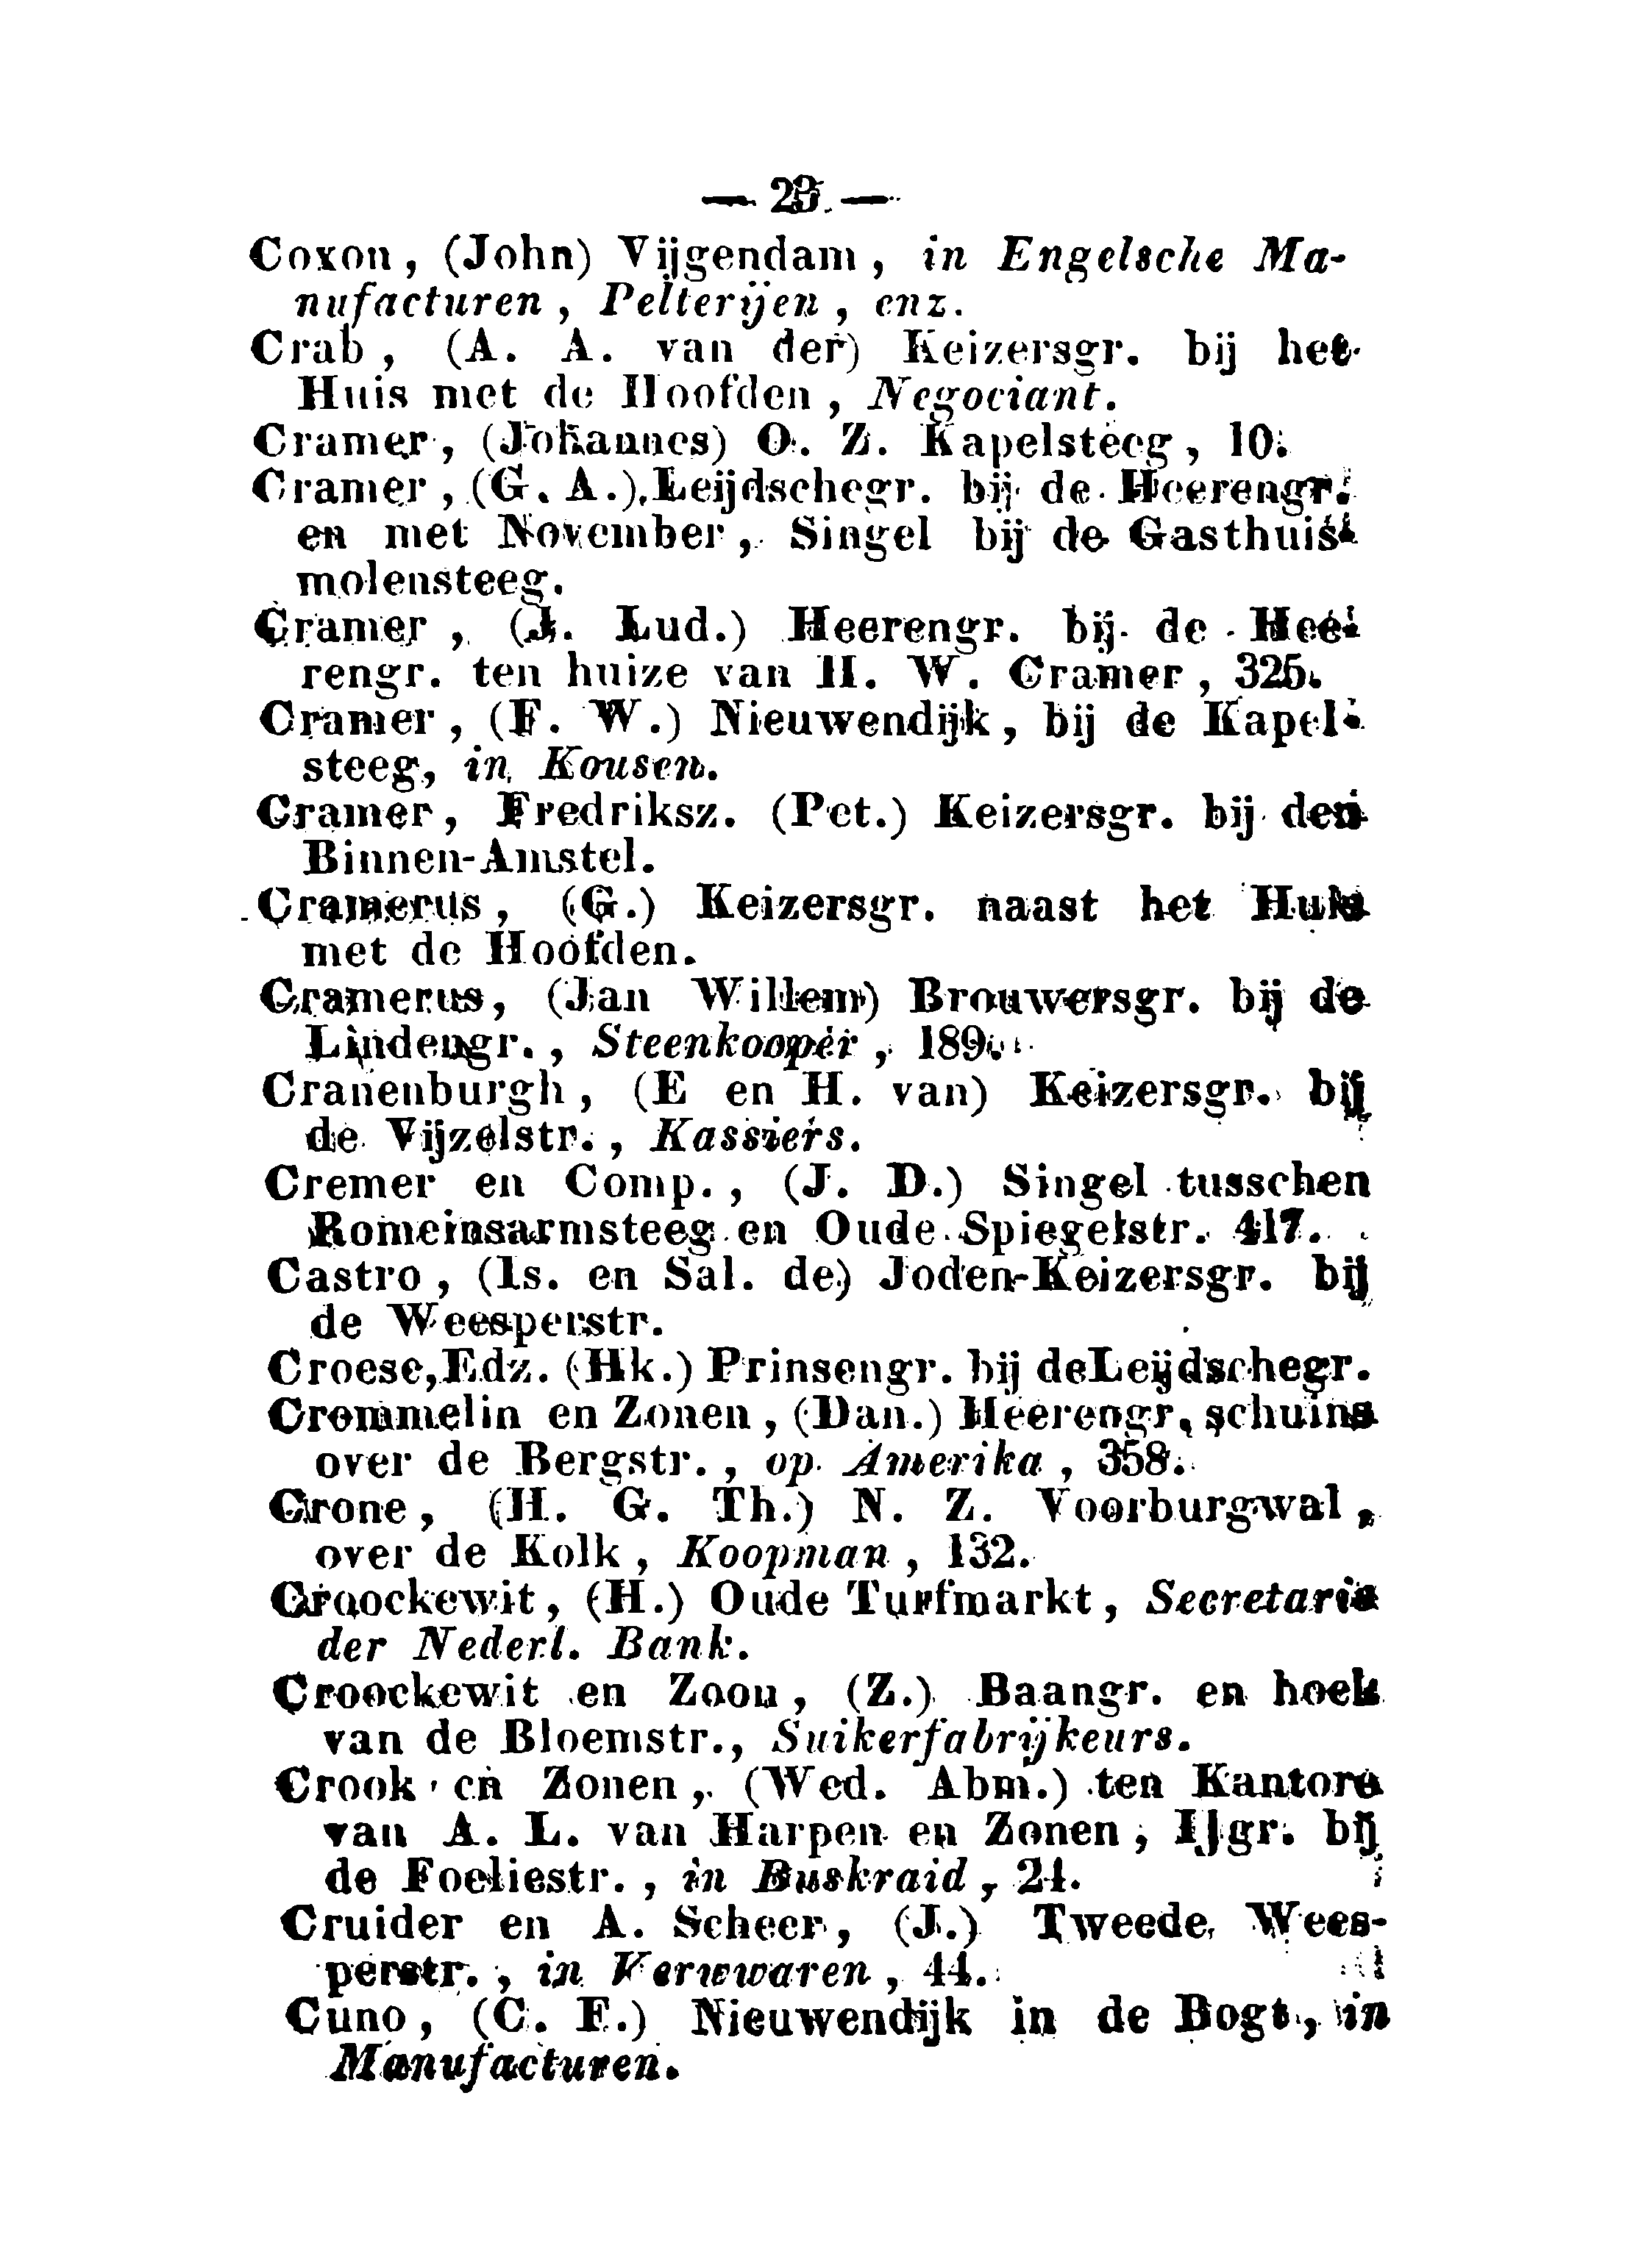 — 23. —
Coxon, (John) Vijgendam, in Engelsche Ma-
nufacturen, Pelterijen, enz.
Crab, (A. A. van der) Keizersgr. bij het
Huis met de Hoofden, Negociant.
Cramer, (Johannes) O. Z. Kapelsteeg, 10.
Cramer, (G. A.) Leijdschegr. bij de Heerengr.
en met November, Singel bij de Gasthuis-
molensteeg.
Cramer, (J. Lud.) Heerengr. bij de Hee-
rengr. ten huize van H. W. Cramer, 325.
Cramer, (F. W.) Nieuwendijk, bij de Kapel-
steeg, in Kousen.
Cramer, Fredriksz. (Pet.) Keizersgr. bij den
Binnen-Amstel.
Cramerus, (G.) Keizersgr. naast het Huis
met de Hoofden.
Cramerus, (Jan Willem) Brouwersgr. bij de
Lindengr., Steenkooper, 189.
Cranenburgh, (E en H. van) Keizersgr. bij
de Vijzelstr., Kassiers.
Cremer en Comp., (J. D.) Singel tusschen
Romeinsarmsteeg en Oude Spiegelstr. 417.
Castro, (Is. en Sal. de) Joden-Keizersgr. bij
de Weesperstr.
Croese, Edz. (Hk.) Prinsengr. bij de Leijdschegr.
Crommelin en Zonen, (Dan.) Heerengr. schuins
over de Bergstr., op Amerika, 358.
Crone, (H. G. Th.) N. Z. Voorburgwal,
over de Kolk, Koopman, 132.
Croockewit, (H.) Oude Turfmarkt, Secretaris
der Nederl. Bank.
Croockewit en Zoon, (Z.) Baangr. en hoek
van de Bloemstr., Suikerfabrijkeurs.
Crook en Zonen, (Wed. Abm.) ten Kantore
van A. L. van Harpen en Zonen, IJgr. bij
de Foeliestr., in Buskraid, 24.
Cruider en A. Scheer, (J.) Tweede Wees-
perstr., in Verwwaren, 44.
Cuno, (C. F.) Nieuwendijk in de Bogt, in
Manufacturen.